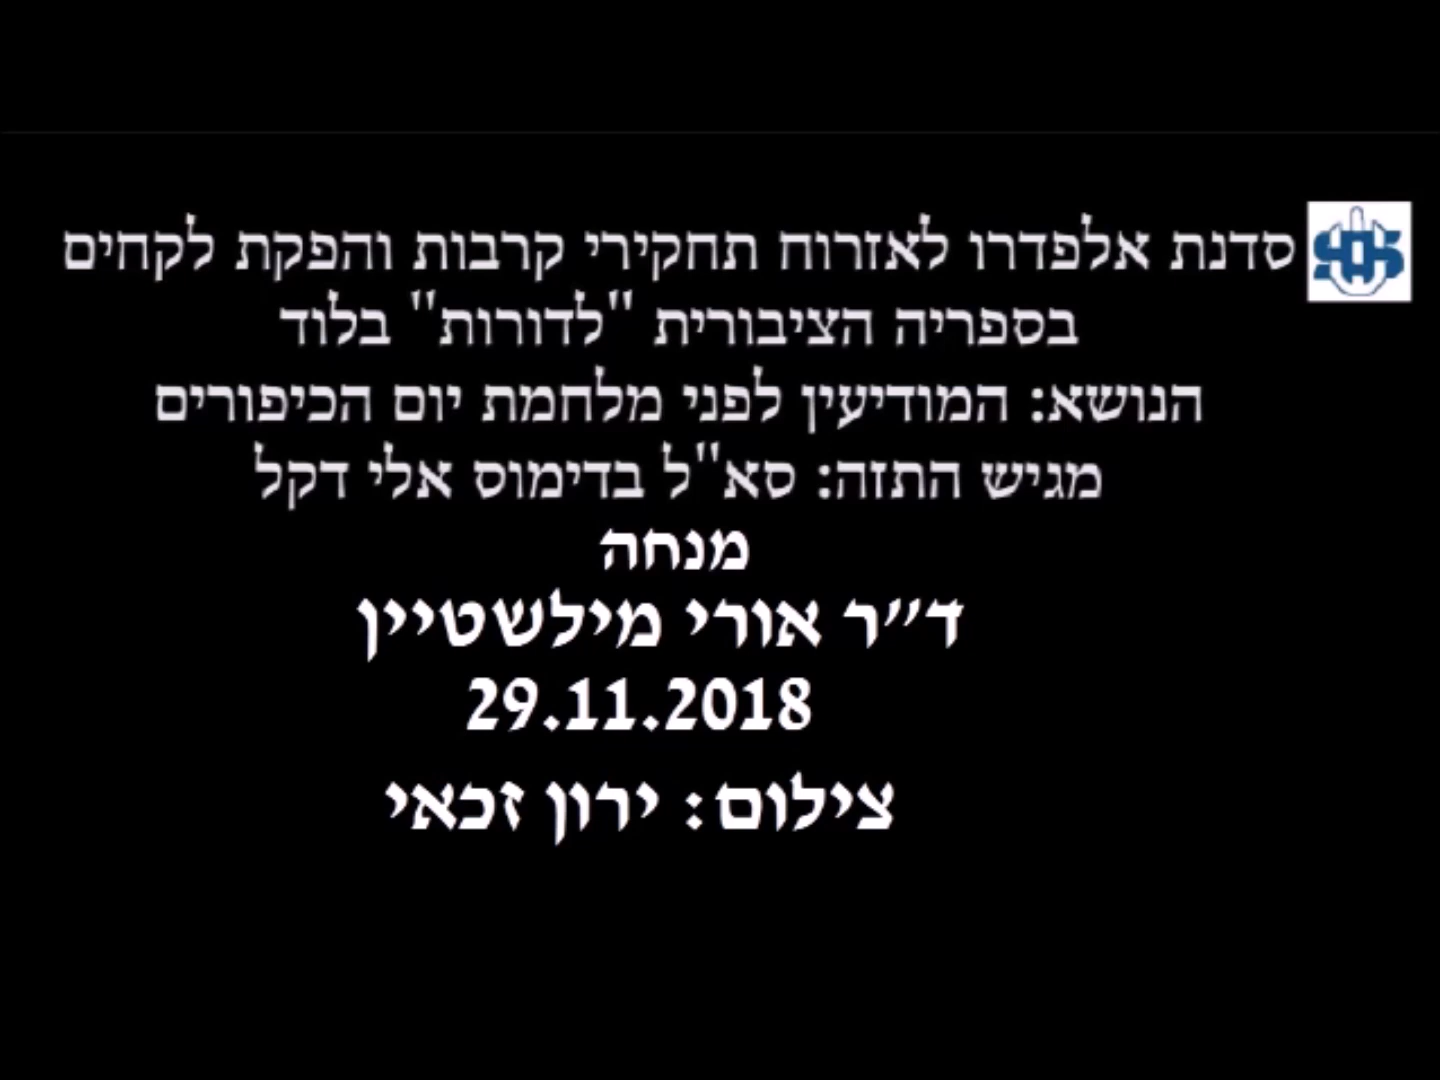 סדנת אלפדרו לאזרוח תחקירי קרבות והפקת לקחים
בספריה הציבורית "לדורות" בלוד
הנושא: המודיעין לפני מלחמת יום הכיפורים
מגיש התזה: סא"ל בדימוס אלי דקל
מנחה
ד״ר אורי מילשטיין
29.11.2018
צילום: ירון זכאי